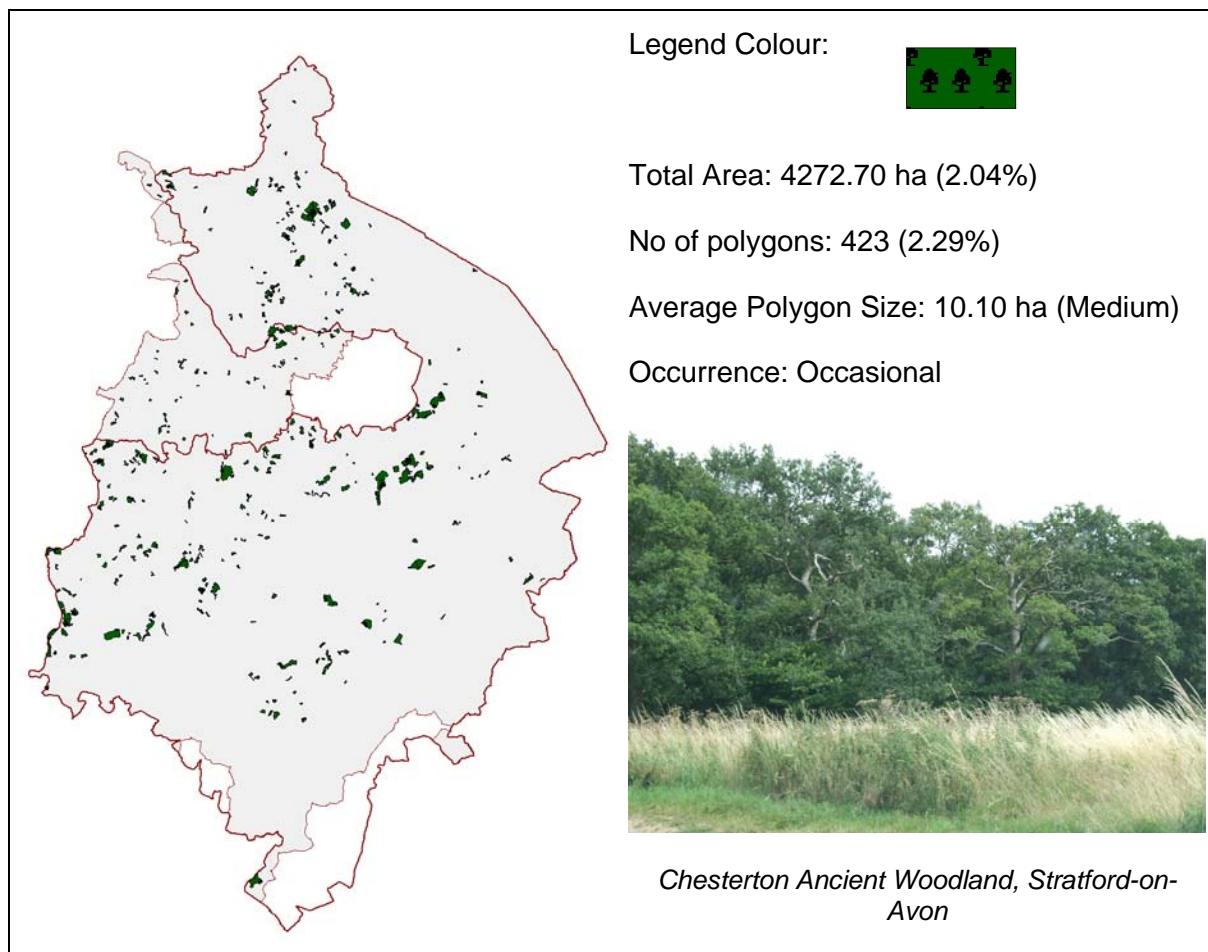 Legend Colour:
Total Area: 4272.70 ha (2.04%)
No of polygons: 423 (2.29%)
Average Polygon Size: 10.10 ha (Medium)
Occurrence: Occasional
Chesterton Ancient Woodland, Stratford-on-
Avon